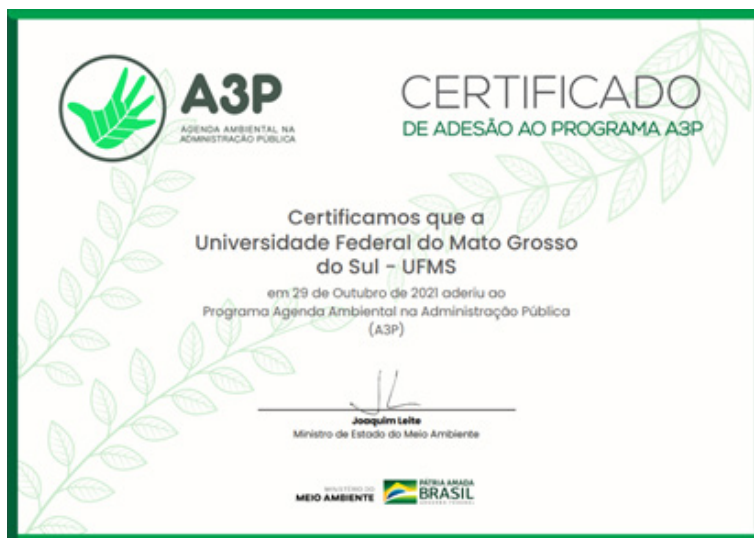 A3P
AGENDA AMBIENTAL NA
ADMINISTRAÇÃO PÚBLICA
CERTIFICADO
DE ADESÃO AO PROGRAMA A3P
Certificamos que a
Universidade Federal do Mato Grosso
do Sul - UFMS
em 29 de Outubro de 2021 aderiu ao
Programa Agenda Ambiental na Administração Pública
(A3P)
Joaquim Leite
Ministro de Estado do Meio Ambiente
MINISTÉRIO DO
MEIO AMBIENTE
PÁTRIA AMADA
BRASIL
GOVERNO FEDERAL